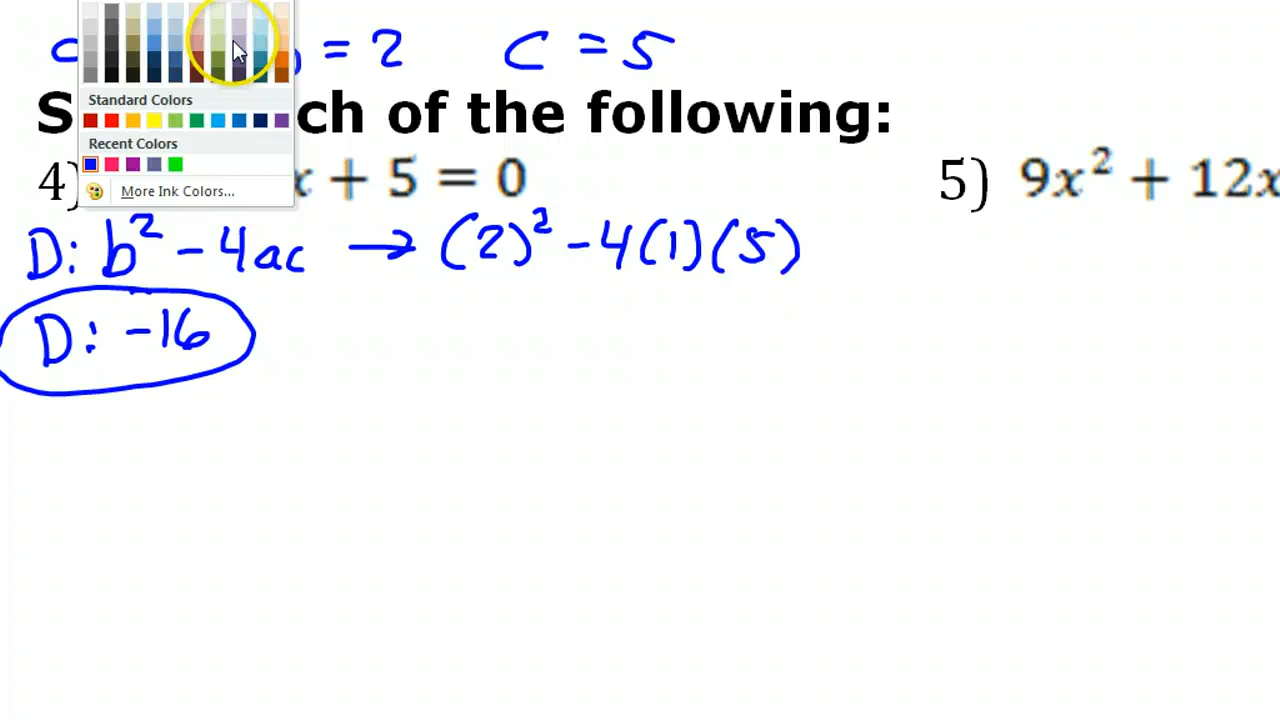 = 2 C = 5
ch of the following:
Standard Colors
Recent Colors
More Ink Colors...
4) x + 5 = 0
5) 9x² + 12x
D: b² - 4ac → (2)² - 4(1)(5)
D: -16